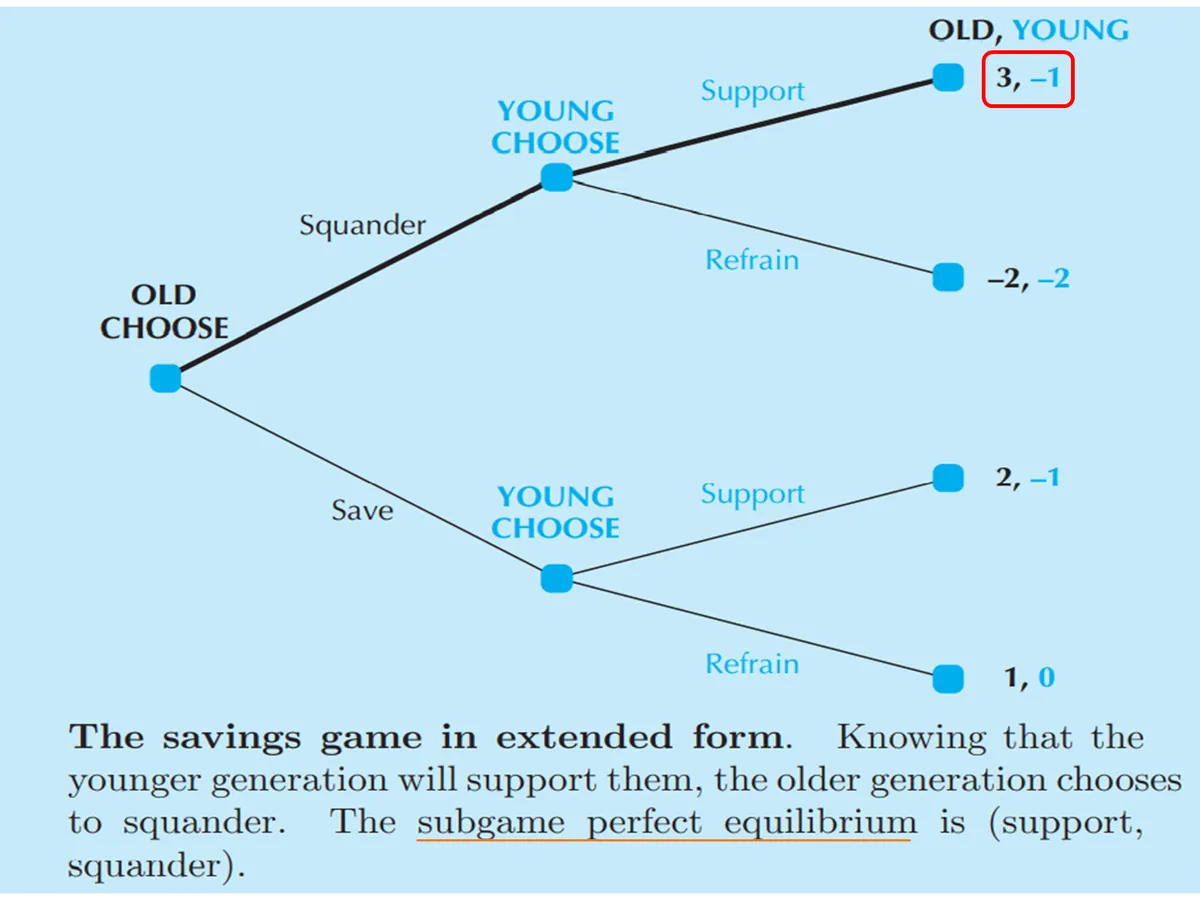 OLD, YOUNG
3, –1
Support
YOUNG
CHOOSE
Squander
Refrain
–2, –2
OLD
CHOOSE
Save
YOUNG
CHOOSE
Support
2, –1
Refrain
1, 0
The savings game in extended form. Knowing that the
younger generation will support them, the older generation chooses
to squander. The subgame perfect equilibrium is (support,
squander).